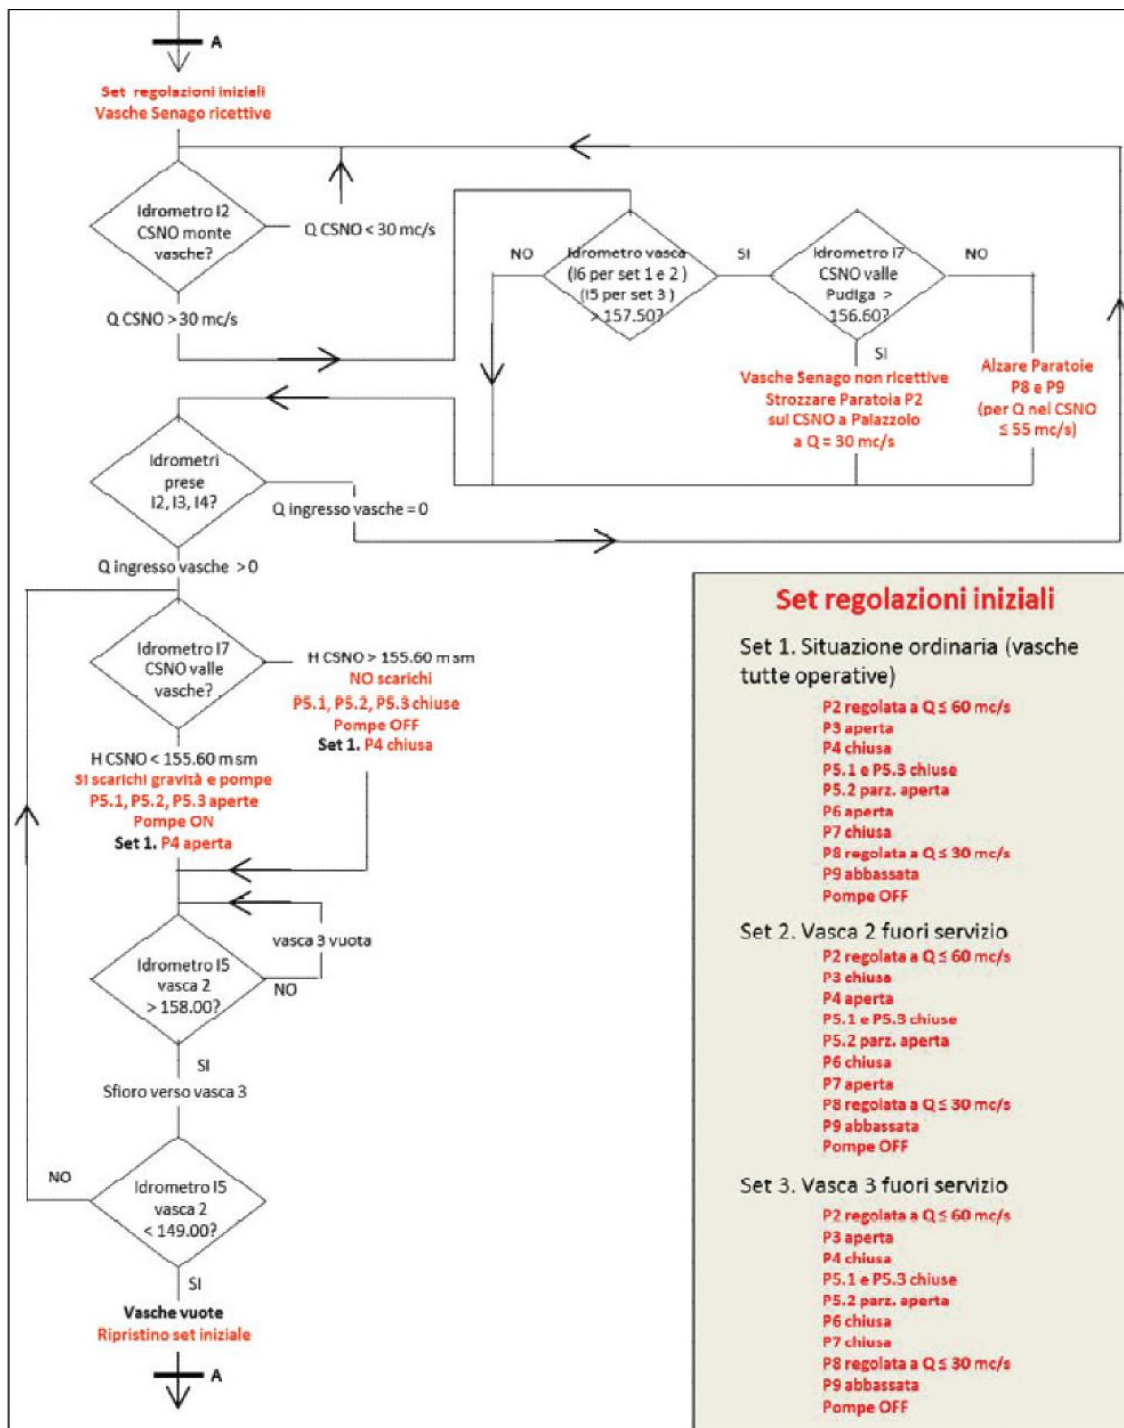 A
Set regolazioni iniziali
Vasche Senago ricettive
Idrometro I2
CSNO monte
vasche?
Q CSNO < 30 mc/s
Q CSNO > 30 mc/s
NO
Idrometro vasca
(I6 per set 1 e 2 )
(I5 per set 3 )
> 157.50?
SI
Idrometro I7
CSNO valle
Pudiga >
156.60?
NO
SI
Vasche Senago non ricettive
Strozzare Paratoia P2
sul CSNO a Palazzolo
a Q = 30 mc/s
Alzare Paratoie
P8 e P9
(per Q nel CSNO
≤ 55 mc/s)
Idrometri
prese
I2, I3, I4?
Q ingresso vasche = 0
Q ingresso vasche > 0
Idrometro I7
CSNO valle
vasche?
H CSNO > 155.60 m sm
NO scarichi
P5.1, P5.2, P5.3 chiuse
Pompe OFF
Set 1. P4 chiusa
H CSNO < 155.60 m sm
SI scarichi gravità e pompe
P5.1, P5.2, P5.3 aperte
Pompe ON
Set 1. P4 aperta
vasca 3 vuota
Idrometro I5
vasca 2
> 158.00?
NO
SI
Sfioro verso vasca 3
NO
Idrometro I5
vasca 2
< 149.00?
SI
Vasche vuote
Ripristino set iniziale
A
Set regolazioni iniziali
Set 1. Situazione ordinaria (vasche
tutte operative)
P2 regolata a Q ≤ 60 mc/s
P3 aperta
P4 chiusa
P5.1 e P5.3 chiuse
P5.2 parz. aperta
P6 aperta
P7 chiusa
P8 regolata a Q ≤ 30 mc/s
P9 abbassata
Pompe OFF
Set 2. Vasca 2 fuori servizio
P2 regolata a Q ≤ 60 mc/s
P3 chiusa
P4 aperta
P5.1 e P5.3 chiuse
P5.2 parz. aperta
P6 chiusa
P7 aperta
P8 regolata a Q ≤ 30 mc/s
P9 abbassata
Pompe OFF
Set 3. Vasca 3 fuori servizio
P2 regolata a Q ≤ 60 mc/s
P3 aperta
P4 chiusa
P5.1 e P5.3 chiuse
P5.2 parz. aperta
P6 chiusa
P7 chiusa
P8 regolata a Q ≤ 30 mc/s
P9 abbassata
Pompe OFF